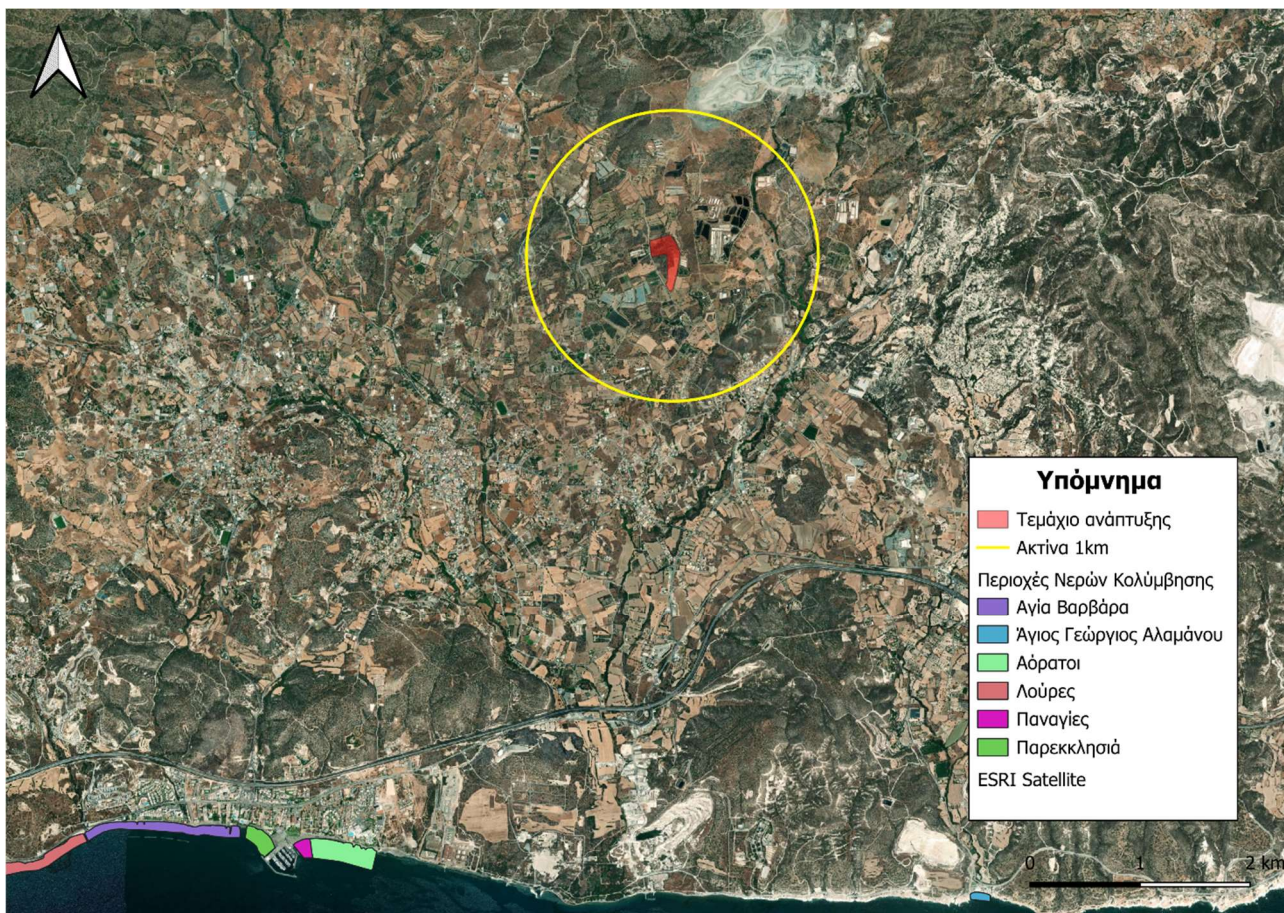 Υπόμνημα
Τεμάχιο ανάπτυξης
Ακτίνα 1km
Περιοχές Νερών Κολύμβησης
Αγία Βαρβάρα
Άγιος Γεώργιος Αλαμάνου
Αόρατοι
Λούρες
Παναγίες
Παρεκκλησιά
ESRI Satellite
0 1 2 km